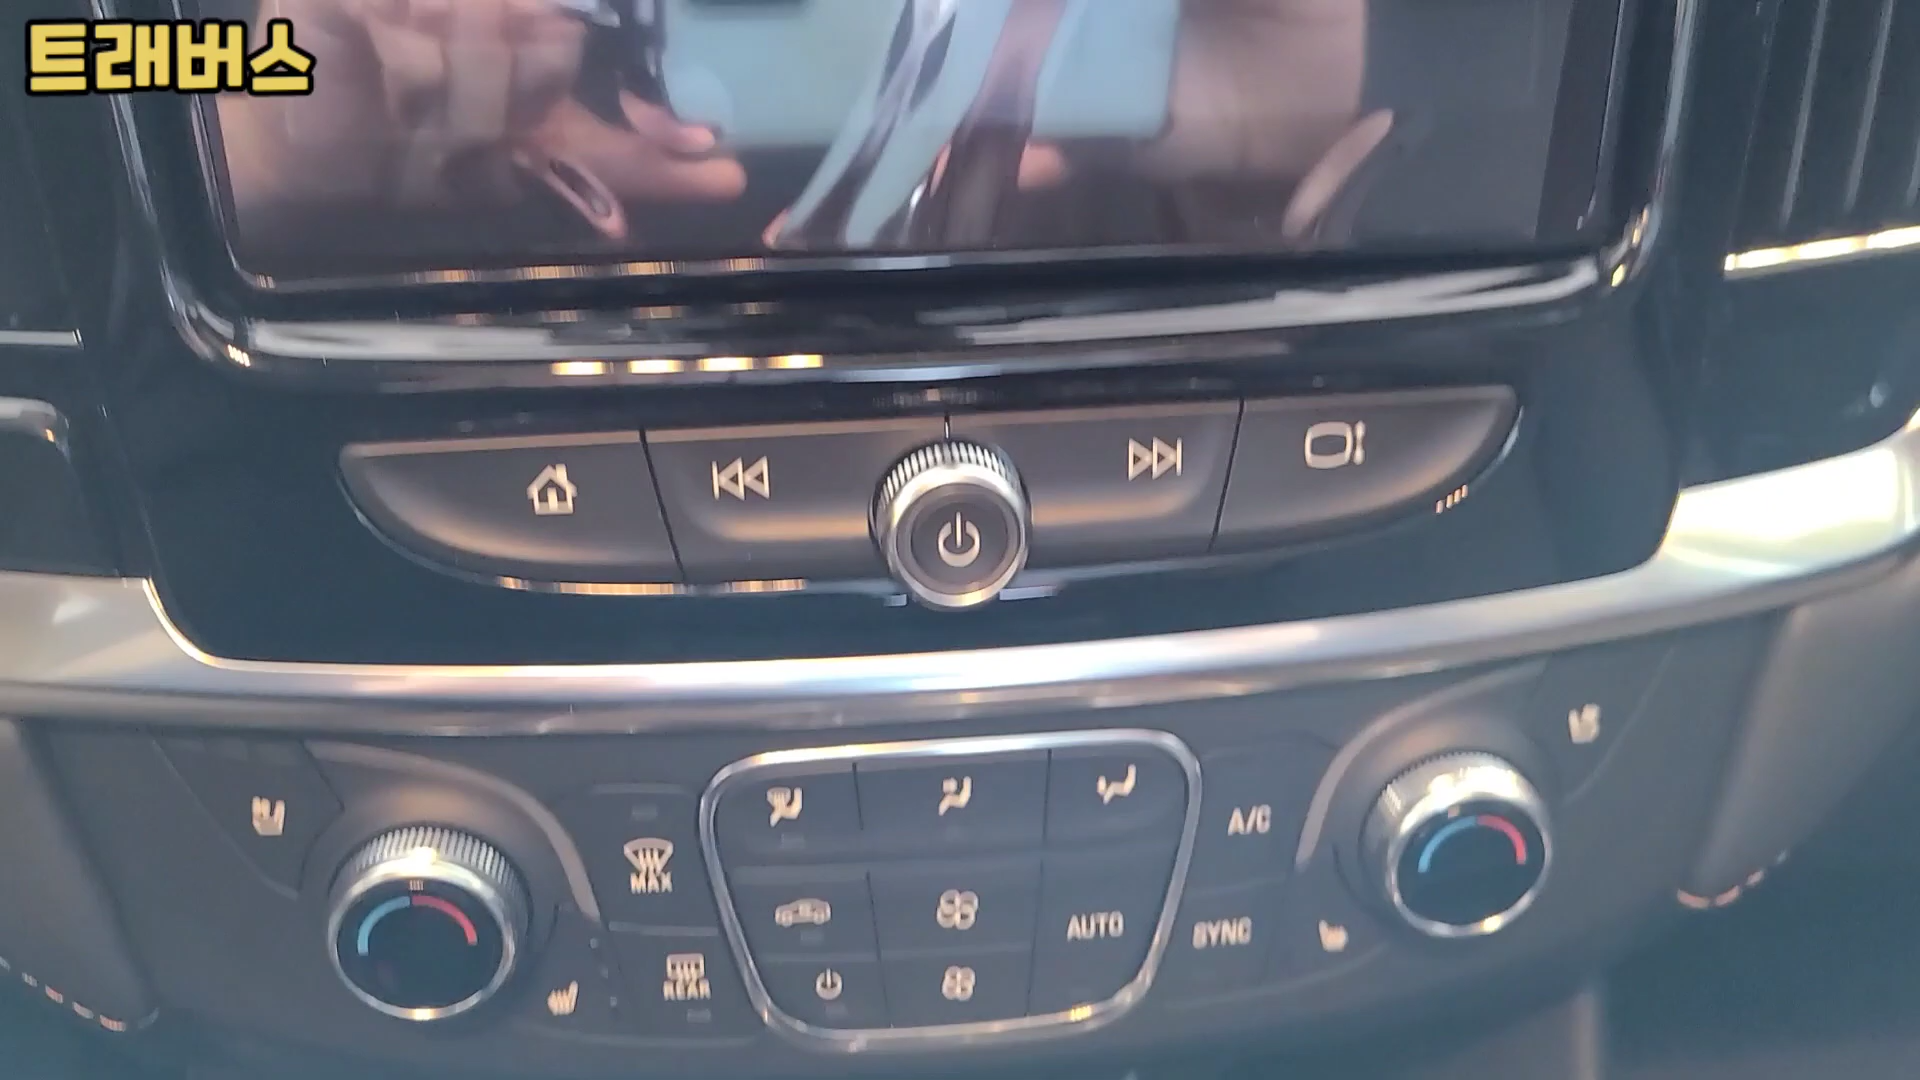 트래버스
MAX
A/C
AUTO
SYNC
REAR